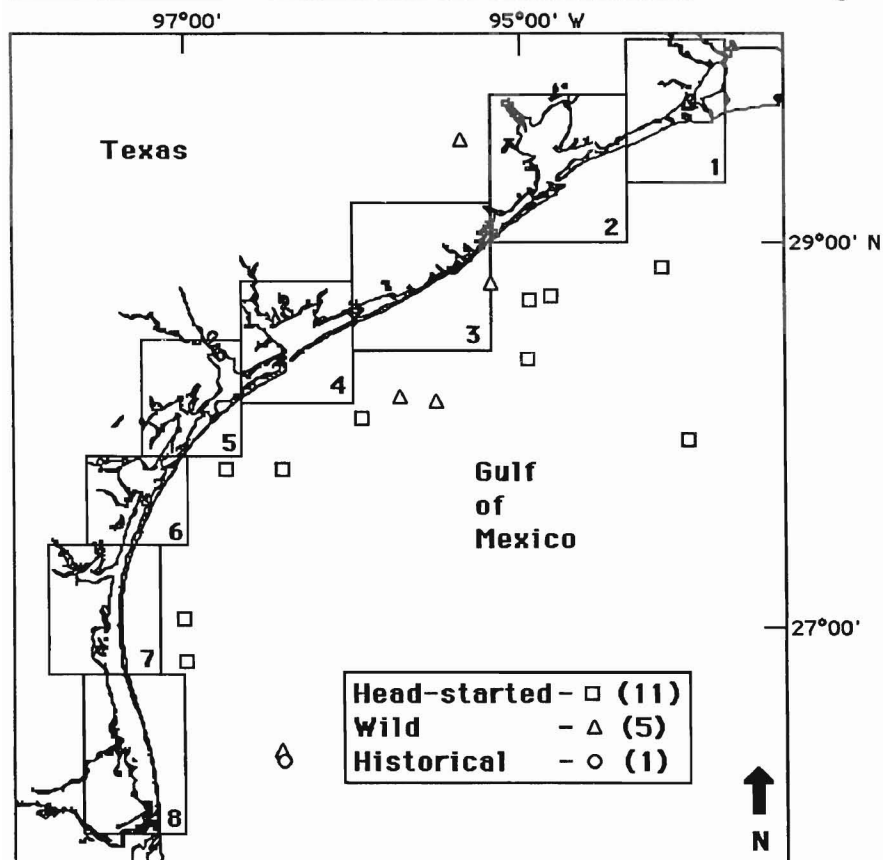 97°00' 95°00' W
Texas
1
2
29°00' N
3
4
5
Gulf
of
Mexico
6
27°00'
7
Head-started - □ (11)
Wild - △ (5)
Historical - ○ (1)
8
N